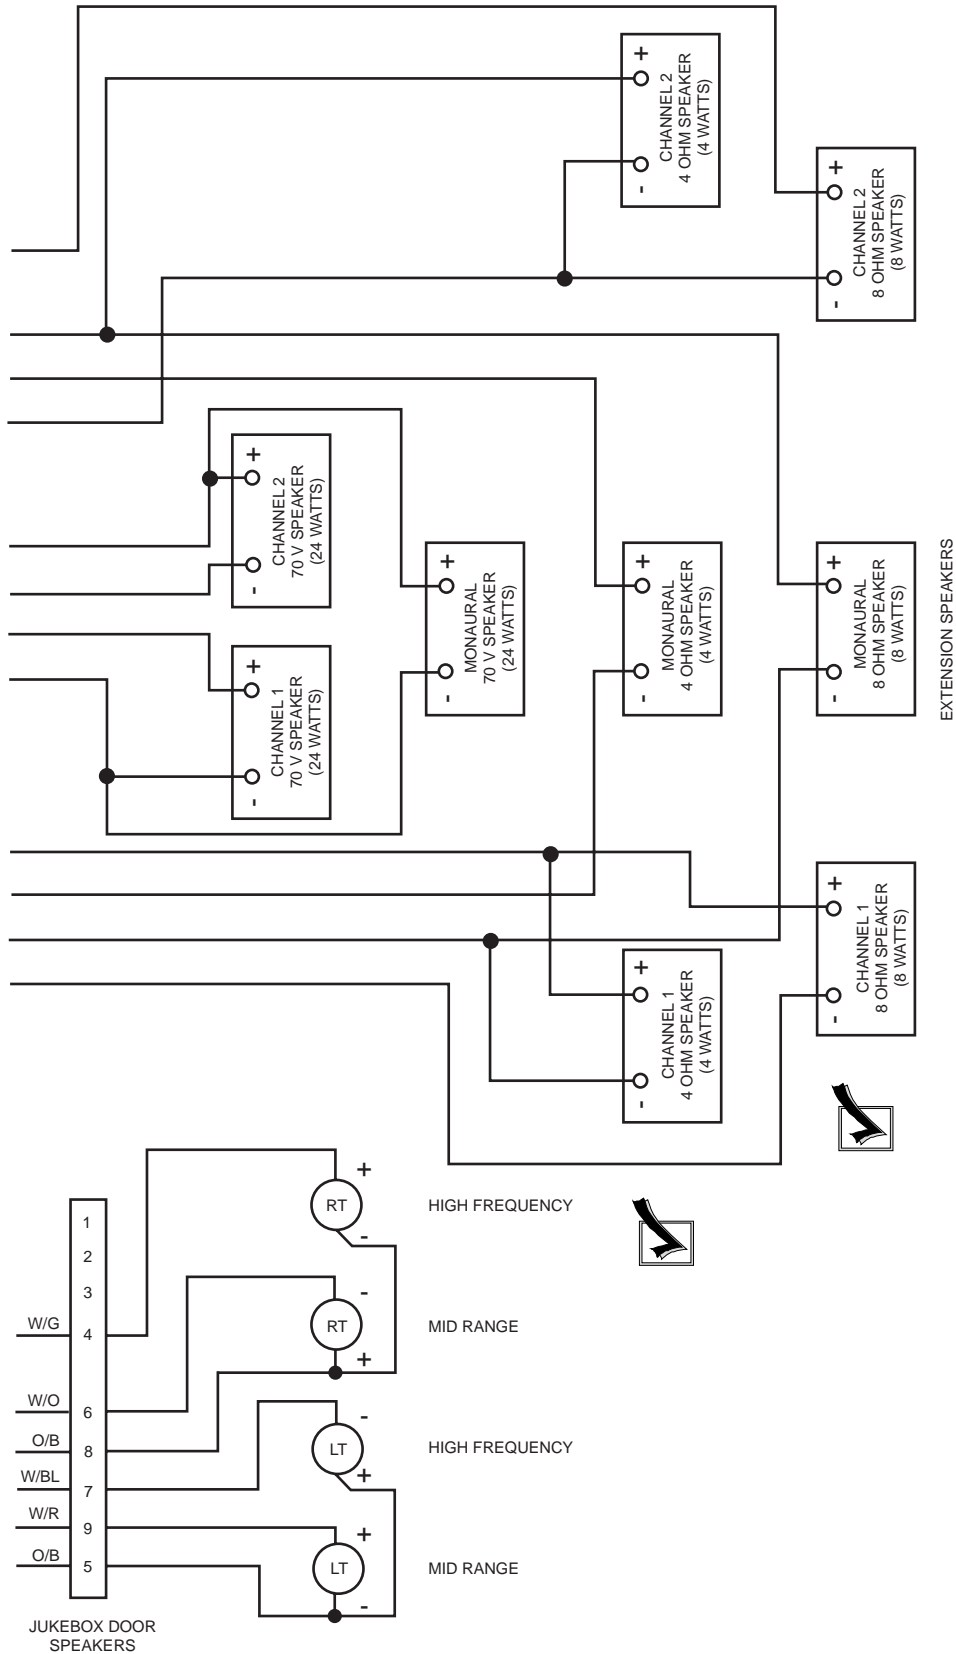 +
-
CHANNEL 2
4 OHM SPEAKER
(4 WATTS)
+
-
CHANNEL 2
8 OHM SPEAKER
(8 WATTS)
+
-
CHANNEL 2
70 V SPEAKER
(24 WATTS)
+
-
MONAURAL
70 V SPEAKER
(24 WATTS)
+
-
MONAURAL
4 OHM SPEAKER
(4 WATTS)
+
-
MONAURAL
8 OHM SPEAKER
(8 WATTS)
EXTENSION SPEAKERS
+
-
CHANNEL 1
70 V SPEAKER
(24 WATTS)
+
-
CHANNEL 1
8 OHM SPEAKER
(8 WATTS)
+
-
CHANNEL 1
4 OHM SPEAKER
(4 WATTS)
1
2
3
W/G 4
W/O 6
O/B 8
W/BL 7
W/R 9
O/B 5
JUKEBOX DOOR
SPEAKERS
+
RT
-
HIGH FREQUENCY
-
RT
+
MID RANGE
-
LT
+
HIGH FREQUENCY
+
LT
-
MID RANGE